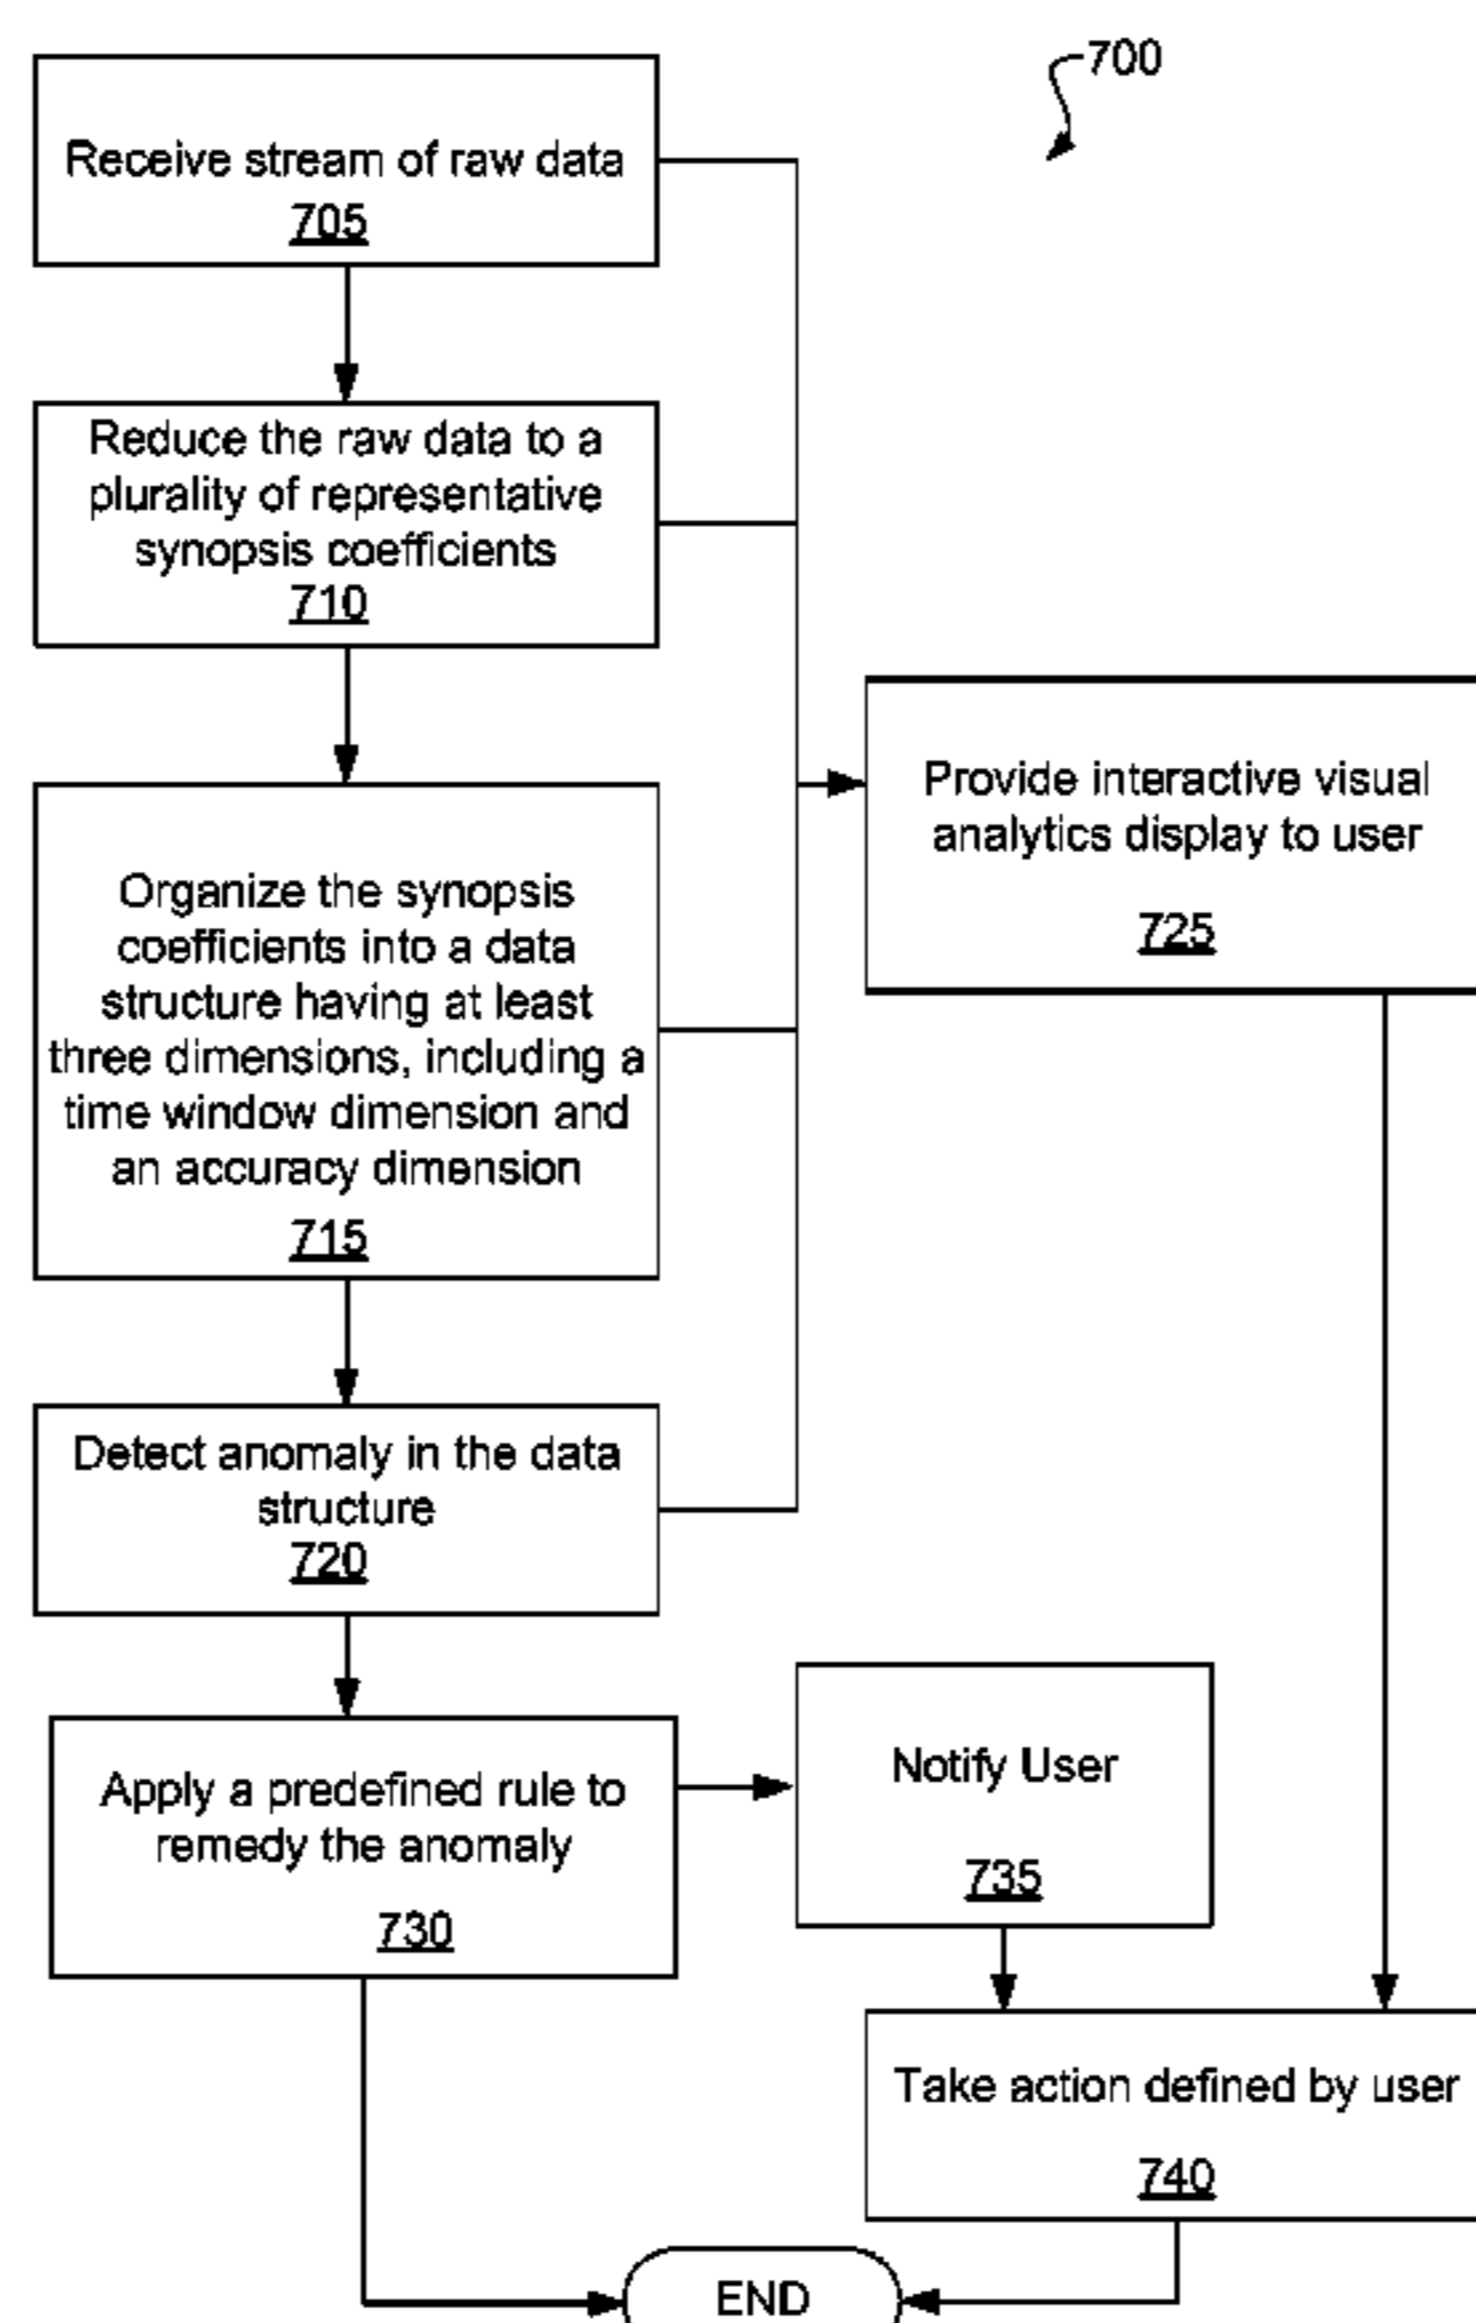 700
Receive stream of raw data
705
Reduce the raw data to a
plurality of representative
synopsis coefficients
710
Organize the synopsis
coefficients into a data
structure having at least
three dimensions, including a
time window dimension and
an accuracy dimension
715
Detect anomaly in the data
structure
720
Provide interactive visual
analytics display to user
725
Apply a predefined rule to
remedy the anomaly
730
Notify User
735
Take action defined by user
740
END